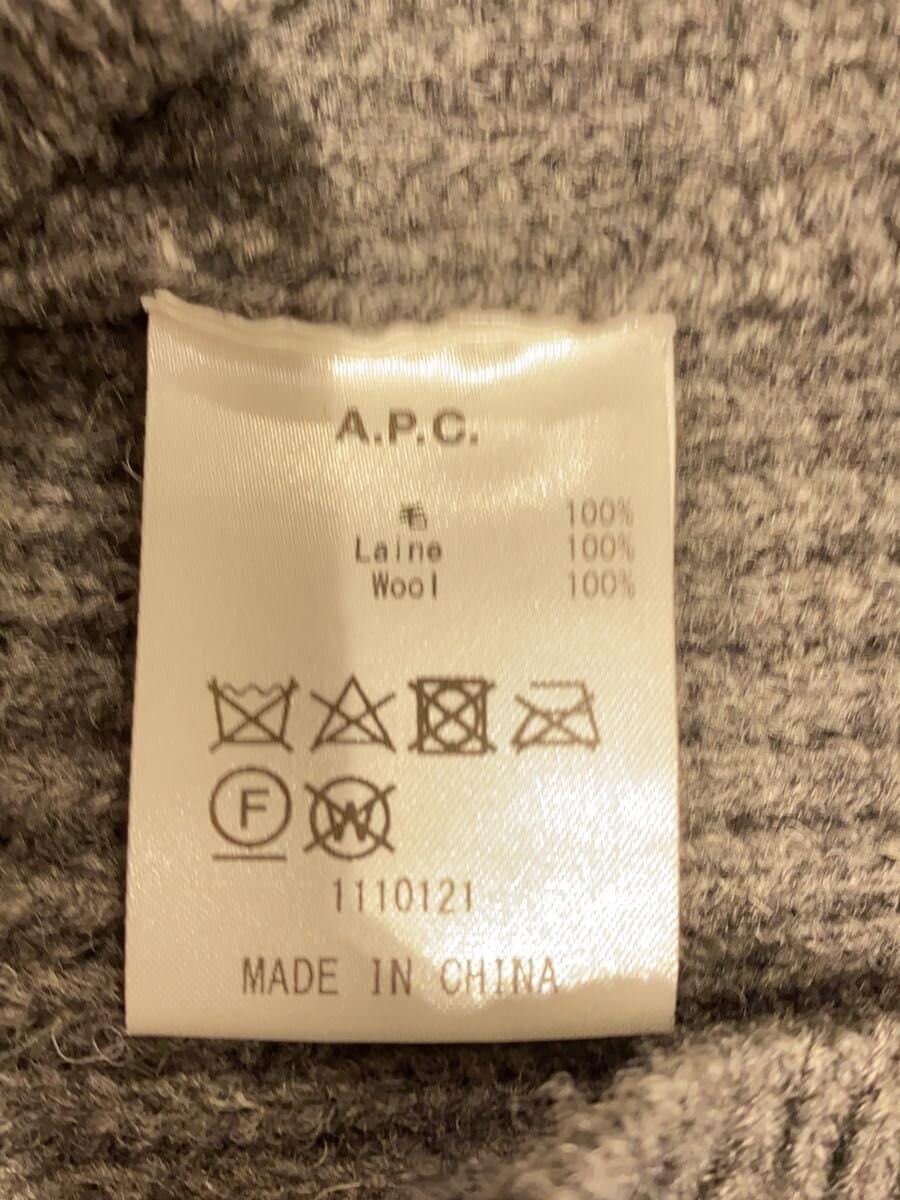 A.P.C.
毛 100%
Laine 100%
Wool 100%
F W
1110121
MADE IN CHINA